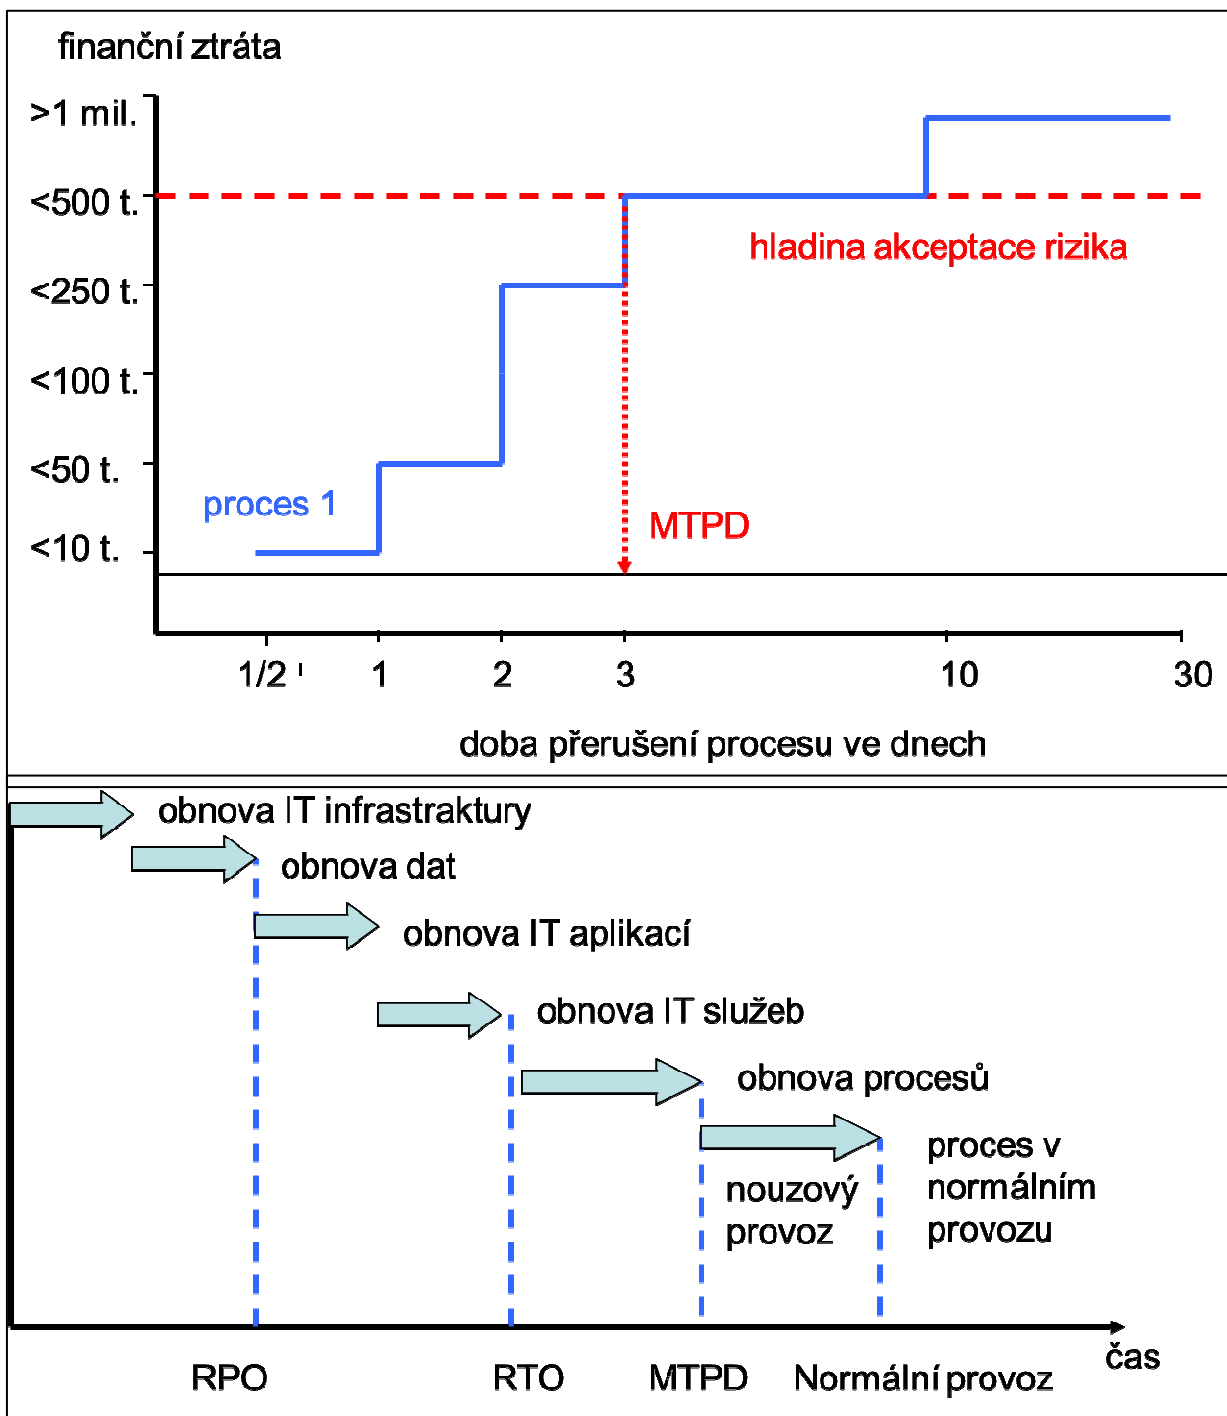 finanční ztráta
>1 mil.
<500 t.
hladina akceptace rizika
<250 t.
<100 t.
<50 t.
proces 1
MTPD
<10 t.
1/2 1 2 3 10 30
doba přerušení procesu ve dnech
obnova IT infrastraktury
obnova dat
obnova IT aplikací
obnova IT služeb
obnova procesů
nouzový
provoz
proces v
normálním
provozu
čas
RPO RTO MTPD Normální provoz